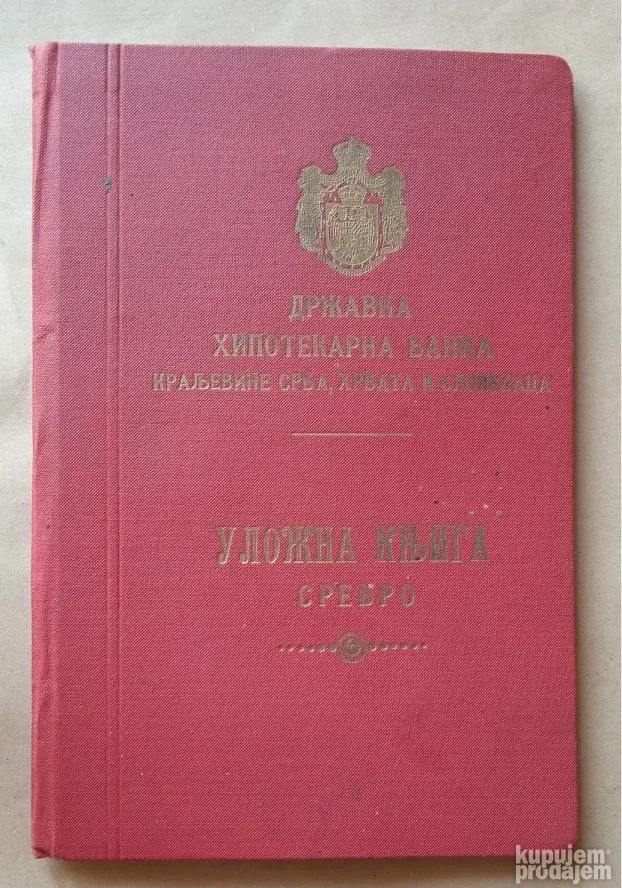 ДРЖАВНА
ХИПОТЕКАРНА БАНКА
КРАЉЕВИНЕ СРБА, ХРВАТА И СЛОВЕНАЦА
УЛОЖНА КЊИГА
СРЕБРО
kupujem
prodajem